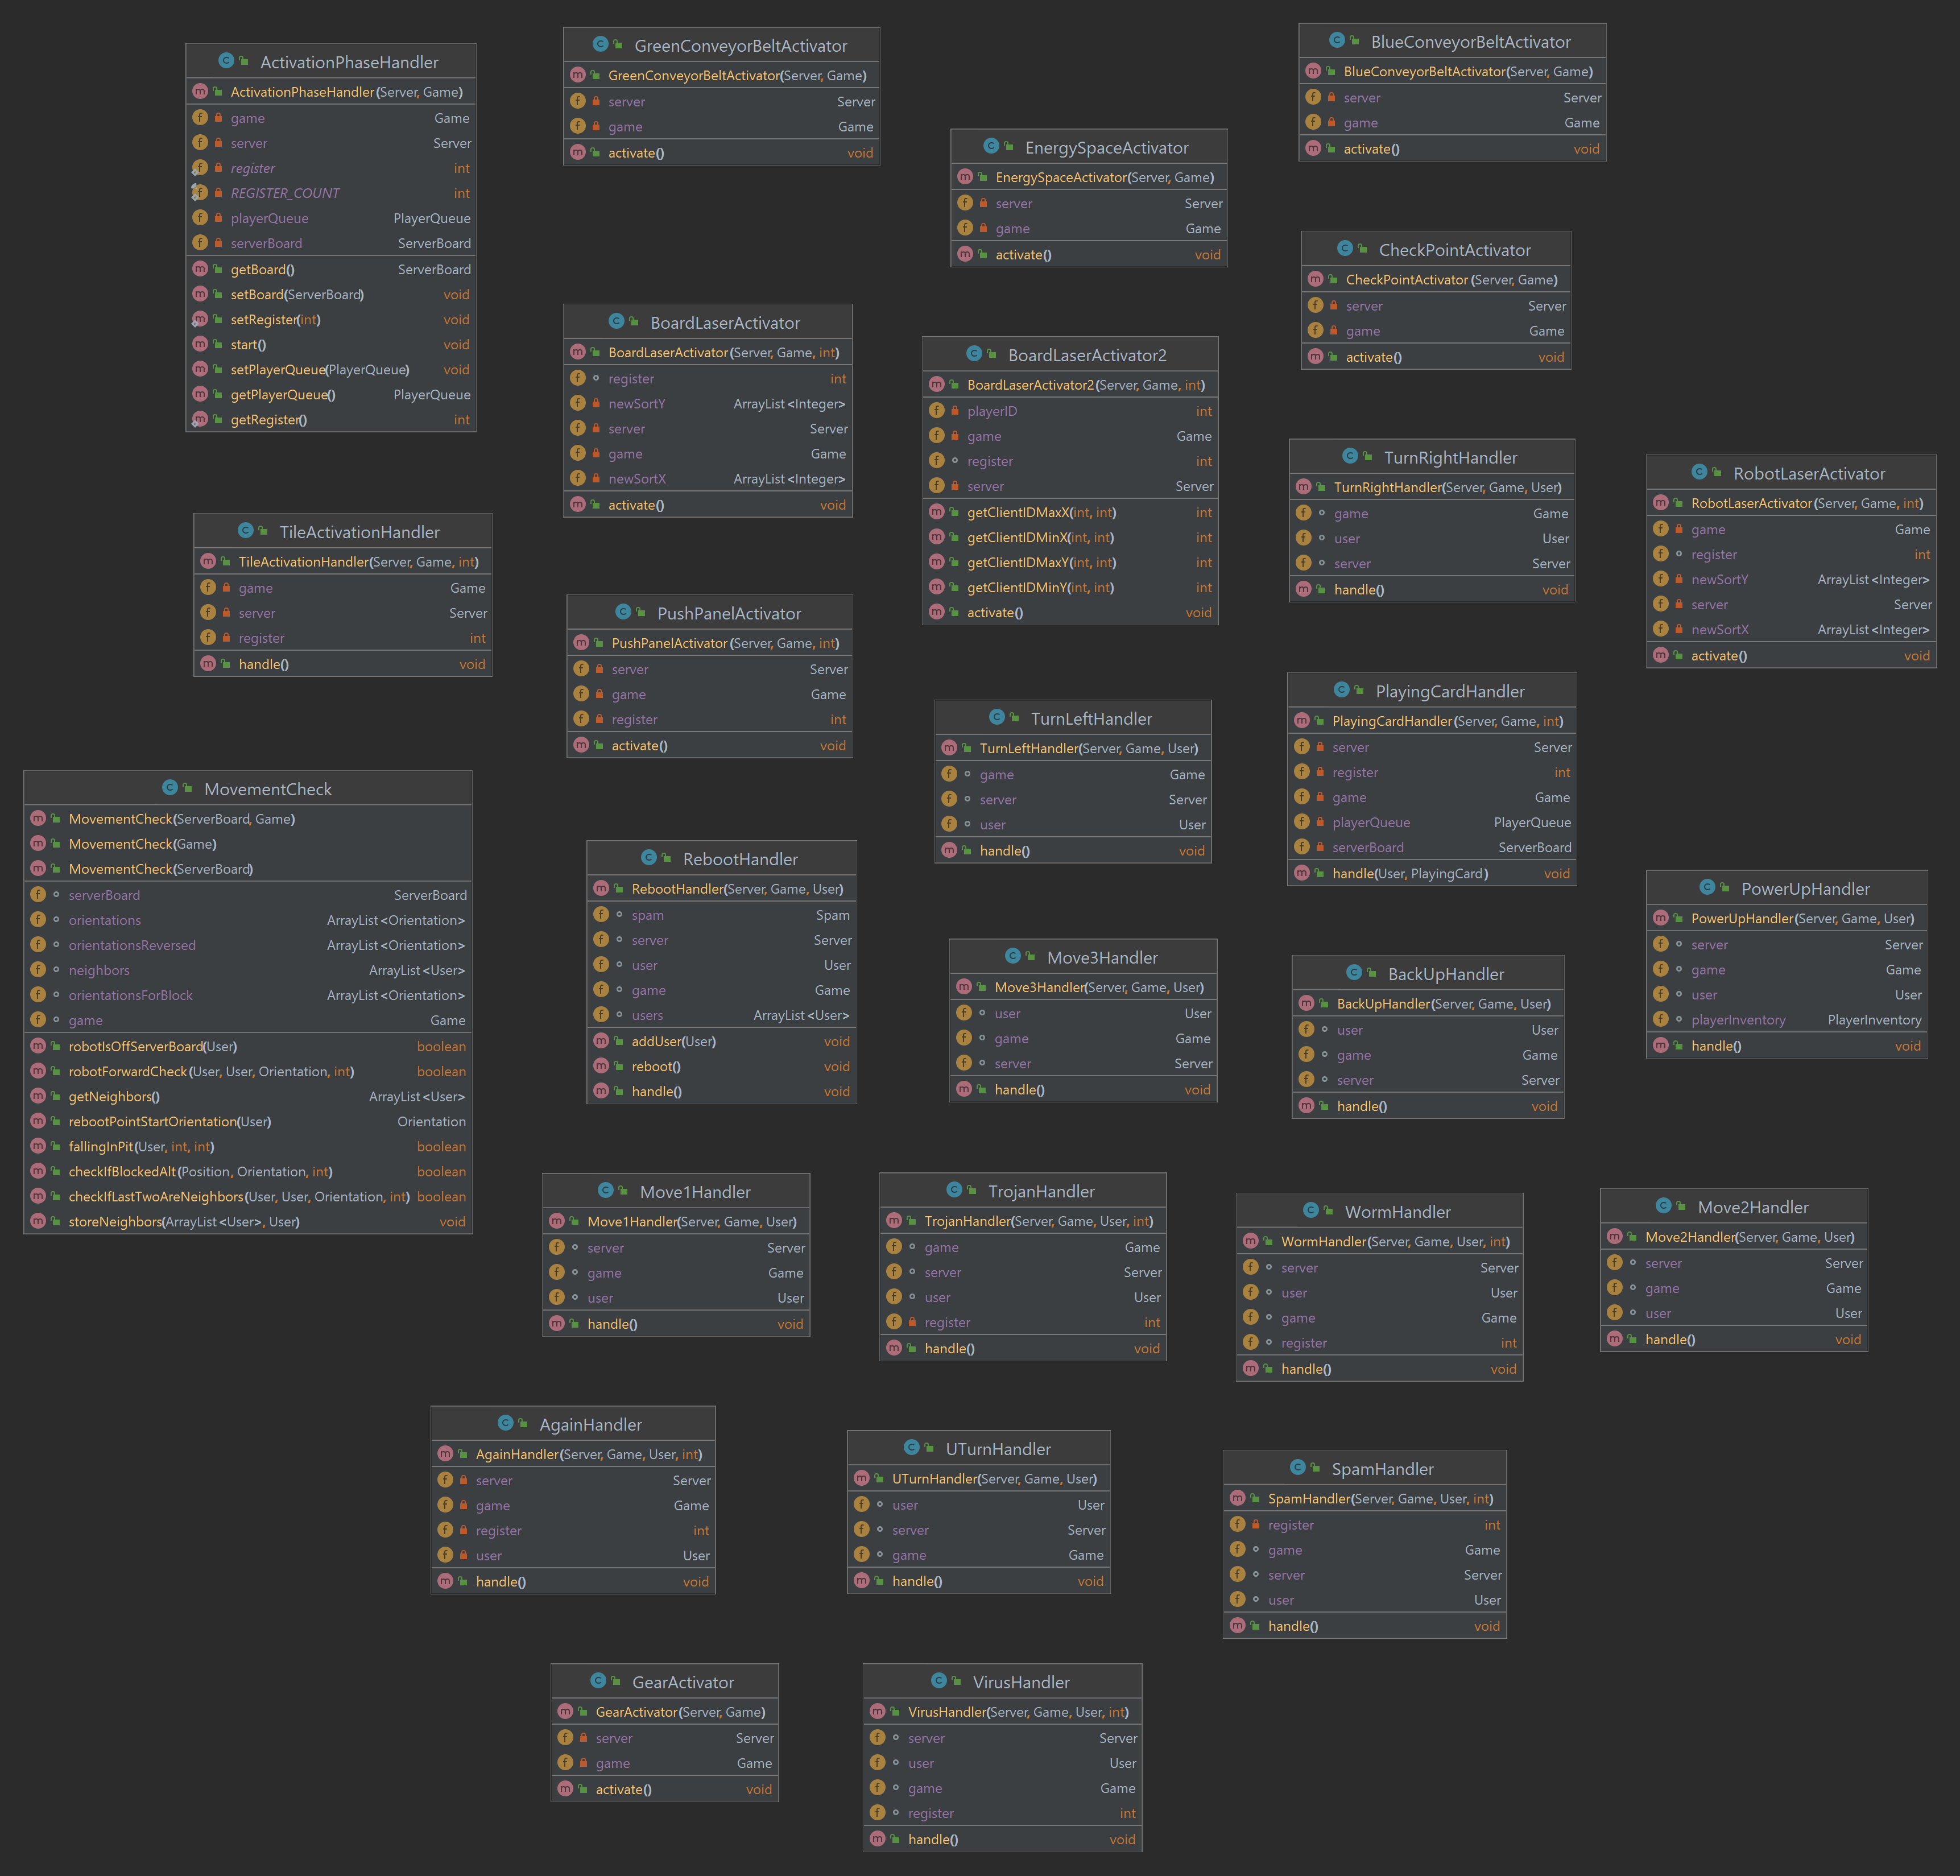 ActivationPhaseHandler
ActivationPhaseHandler(Server, Game)
game Game
server Server
register int
REGISTER_COUNT int
playerQueue PlayerQueue
serverBoard ServerBoard
getBoard() ServerBoard
setBoard(ServerBoard) void
setRegister(int) void
start() void
setPlayerQueue(PlayerQueue) void
getPlayerQueue() PlayerQueue
getRegister() int
GreenConveyorBeltActivator
GreenConveyorBeltActivator(Server, Game)
server Server
game Game
activate() void
EnergySpaceActivator
EnergySpaceActivator(Server, Game)
server Server
game Game
activate() void
BlueConveyorBeltActivator
BlueConveyorBeltActivator(Server, Game)
server Server
game Game
activate() void
CheckPointActivator
CheckPointActivator(Server, Game)
server Server
game Game
activate() void
BoardLaserActivator
BoardLaserActivator(Server, Game, int)
register int
newSortY ArrayList<Integer>
server Server
game Game
newSortX ArrayList<Integer>
activate() void
BoardLaserActivator2
BoardLaserActivator2(Server, Game, int)
playerID int
game Game
register int
server Server
getClientIDMaxX(int, int) int
getClientIDMinX(int, int) int
getClientIDMaxY(int, int) int
getClientIDMinY(int, int) int
activate() void
TurnRightHandler
TurnRightHandler(Server, Game, User)
game Game
user User
server Server
handle() void
RobotLaserActivator
RobotLaserActivator(Server, Game, int)
game Game
register int
newSortY ArrayList<Integer>
server Server
newSortX ArrayList<Integer>
activate() void
TileActivationHandler
TileActivationHandler(Server, Game, int)
game Game
server Server
register int
handle() void
PushPanelActivator
PushPanelActivator(Server, Game, int)
server Server
game Game
register int
activate() void
TurnLeftHandler
TurnLeftHandler(Server, Game, User)
game Game
server Server
user User
handle() void
PlayingCardHandler
PlayingCardHandler(Server, Game, int)
server Server
register int
game Game
playerQueue PlayerQueue
serverBoard ServerBoard
handle(User, PlayingCard) void
MovementCheck
MovementCheck(ServerBoard, Game)
MovementCheck(Game)
MovementCheck(ServerBoard)
serverBoard ServerBoard
orientations ArrayList<Orientation>
orientationsReversed ArrayList<Orientation>
neighbors ArrayList<User>
orientationsForBlock ArrayList<Orientation>
game Game
robotIsOffServerBoard(User) boolean
robotForwardCheck(User, User, Orientation, int) boolean
getNeighbors() ArrayList<User>
rebootPointStartOrientation(User) Orientation
fallingInPit(User, int, int) boolean
checkIfBlockedAlt(Position, Orientation, int) boolean
checkIfLastTwoAreNeighbors(User, User, Orientation, int) boolean
storeNeighbors(ArrayList<User>, User) void
RebootHandler
RebootHandler(Server, Game, User)
spam Spam
server Server
user User
game Game
users ArrayList<User>
addUser(User) void
reboot() void
handle() void
Move3Handler
Move3Handler(Server, Game, User)
user User
game Game
server Server
handle() void
BackUpHandler
BackUpHandler(Server, Game, User)
user User
game Game
server Server
handle() void
PowerUpHandler
PowerUpHandler(Server, Game, User)
server Server
game Game
user User
playerInventory PlayerInventory
handle() void
Move1Handler
Move1Handler(Server, Game, User)
server Server
game Game
user User
handle() void
TrojanHandler
TrojanHandler(Server, Game, User, int)
game Game
server Server
user User
register int
handle() void
WormHandler
WormHandler(Server, Game, User, int)
server Server
user User
game Game
register int
handle() void
Move2Handler
Move2Handler(Server, Game, User)
server Server
game Game
user User
handle() void
AgainHandler
AgainHandler(Server, Game, User, int)
server Server
game Game
register int
user User
handle() void
UTurnHandler
UTurnHandler(Server, Game, User)
user User
server Server
game Game
handle() void
SpamHandler
SpamHandler(Server, Game, User, int)
register int
game Game
server Server
user User
handle() void
GearActivator
GearActivator(Server, Game)
server Server
game Game
activate() void
VirusHandler
VirusHandler(Server, Game, User, int)
server Server
user User
game Game
register int
handle() void